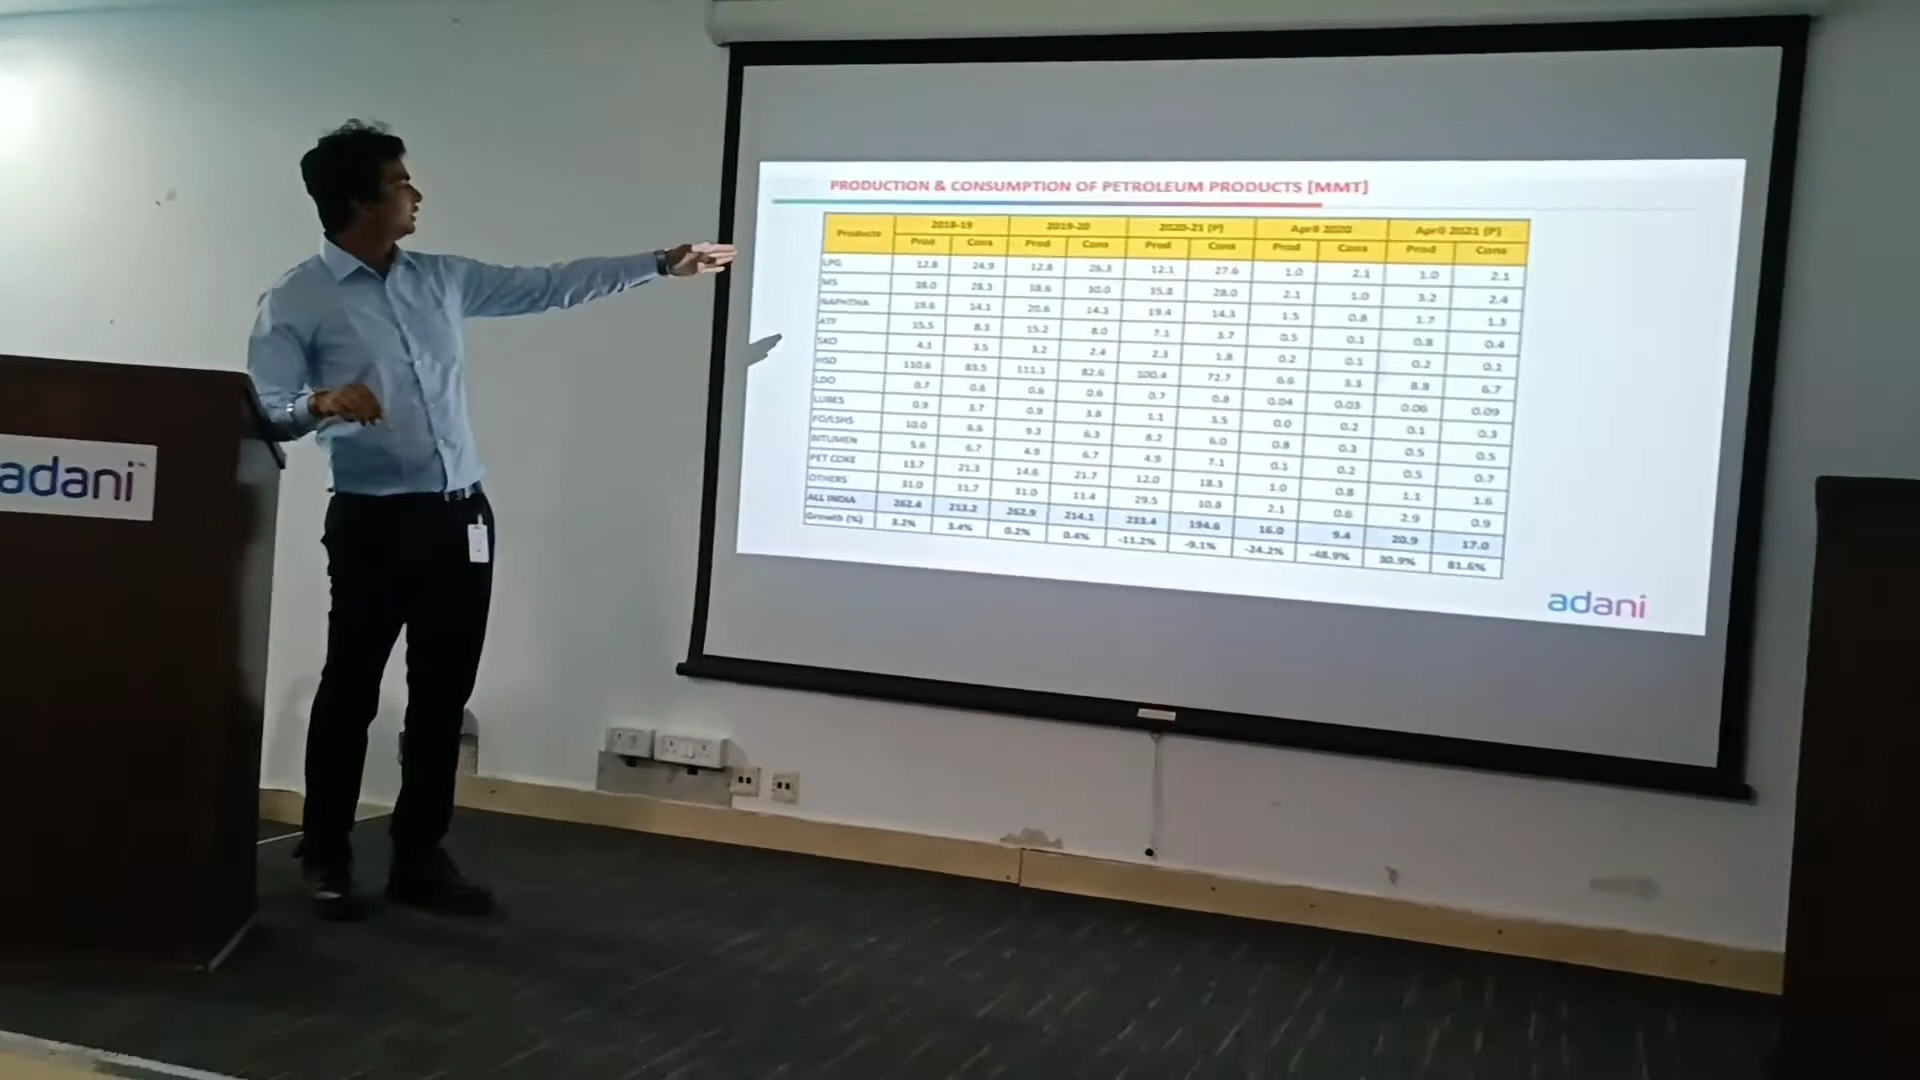 PRODUCTION & CONSUMPTION OF PETROLEUM PRODUCTS [MMT]
Products 2018-19 2019-20 2020-21 (P) April 2020 April 2021 (P)
Prod Cons Prod Cons Prod Cons Prod Cons Prod Cons
LPG 12.8 24.9 12.8 26.3 12.1 27.6 1.0 2.1 1.0 2.1
MS 38.0 28.3 38.6 30.0 35.8 28.0 2.1 1.0 3.2 2.4
NAPHTHA 19.8 14.1 20.6 14.3 19.4 14.3 1.5 0.8 1.7 1.3
ATF 15.5 8.3 15.2 8.0 7.1 3.7 0.5 0.1 0.8 0.4
SKO 4.1 3.5 3.2 2.4 2.3 1.8 0.2 0.1 0.2 0.1
HSD 110.6 83.5 111.1 82.6 100.4 72.7 6.6 3.3 8.8 6.7
LDO 0.7 0.6 0.6 0.6 0.7 0.8 0.04 0.03 0.06 0.09
LUBES 0.9 3.7 0.9 3.8 1.1 3.5 0.0 0.2 0.1 0.3
FO/LSHS 10.0 6.6 9.3 6.3 8.2 6.0 0.8 0.3 0.5 0.5
BITUMEN 5.6 6.7 4.9 6.7 4.9 7.1 0.1 0.2 0.5 0.7
PET COKE 13.7 21.3 14.6 21.7 12.0 18.3 1.0 0.8 1.1 1.6
OTHERS 31.0 11.7 31.0 11.4 29.5 10.8 2.1 0.6 2.9 0.9
ALL INDIA 262.4 213.2 262.9 214.1 233.4 194.6 16.0 9.4 20.9 17.0
Growth (%) 3.2% 3.4% 0.2% 0.4% -11.2% -9.1% -24.2% -48.9% 30.9% 81.6%
adani
adani™